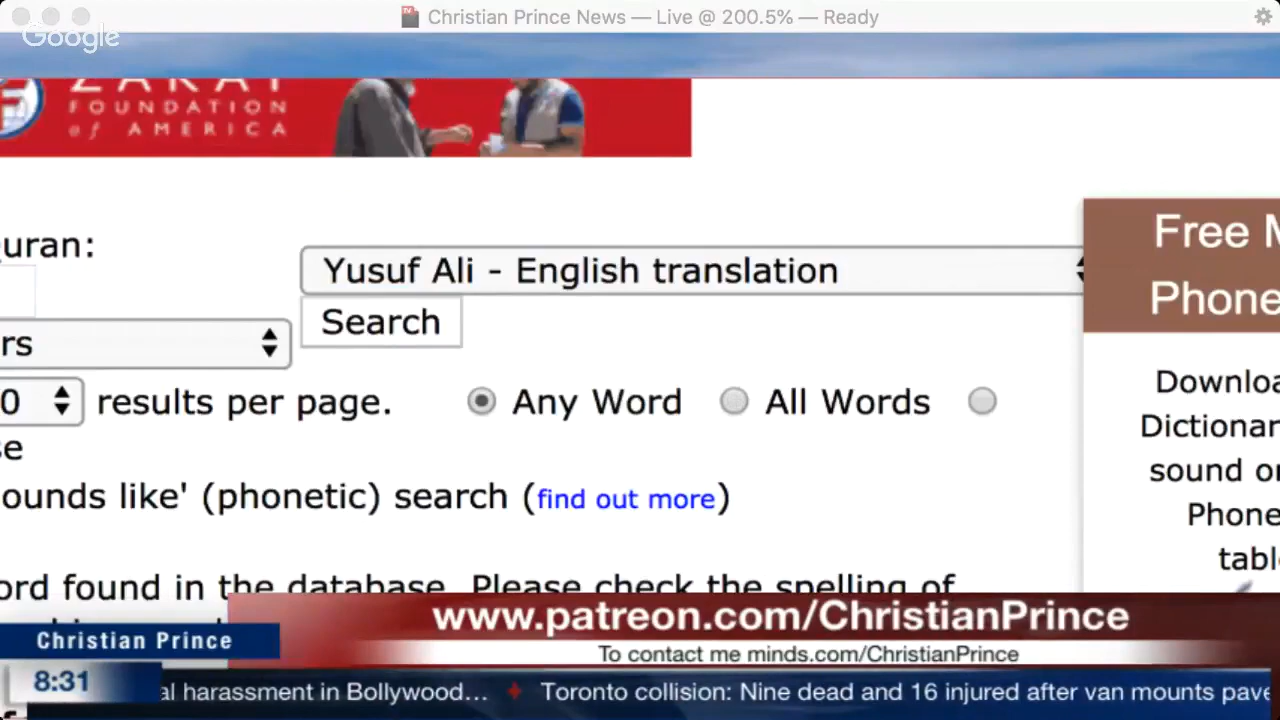 Christian Prince News — Live @ 200.5% — Ready
Google
ZAKAT
FOUNDATION
of AMERICA
uran:
Yusuf Ali - English translation
Search
rs
0 results per page. Any Word All Words
se
ounds like' (phonetic) search (find out more)
ord found in the database. Please check the spelling of
Free M
Phone
Downloa
Dictionar
sound or
Phone
table
www.patreon.com/ChristianPrince
Christian Prince
To contact me minds.com/ChristianPrince
8:31
al harassment in Bollywood... Toronto collision: Nine dead and 16 injured after van mounts pave